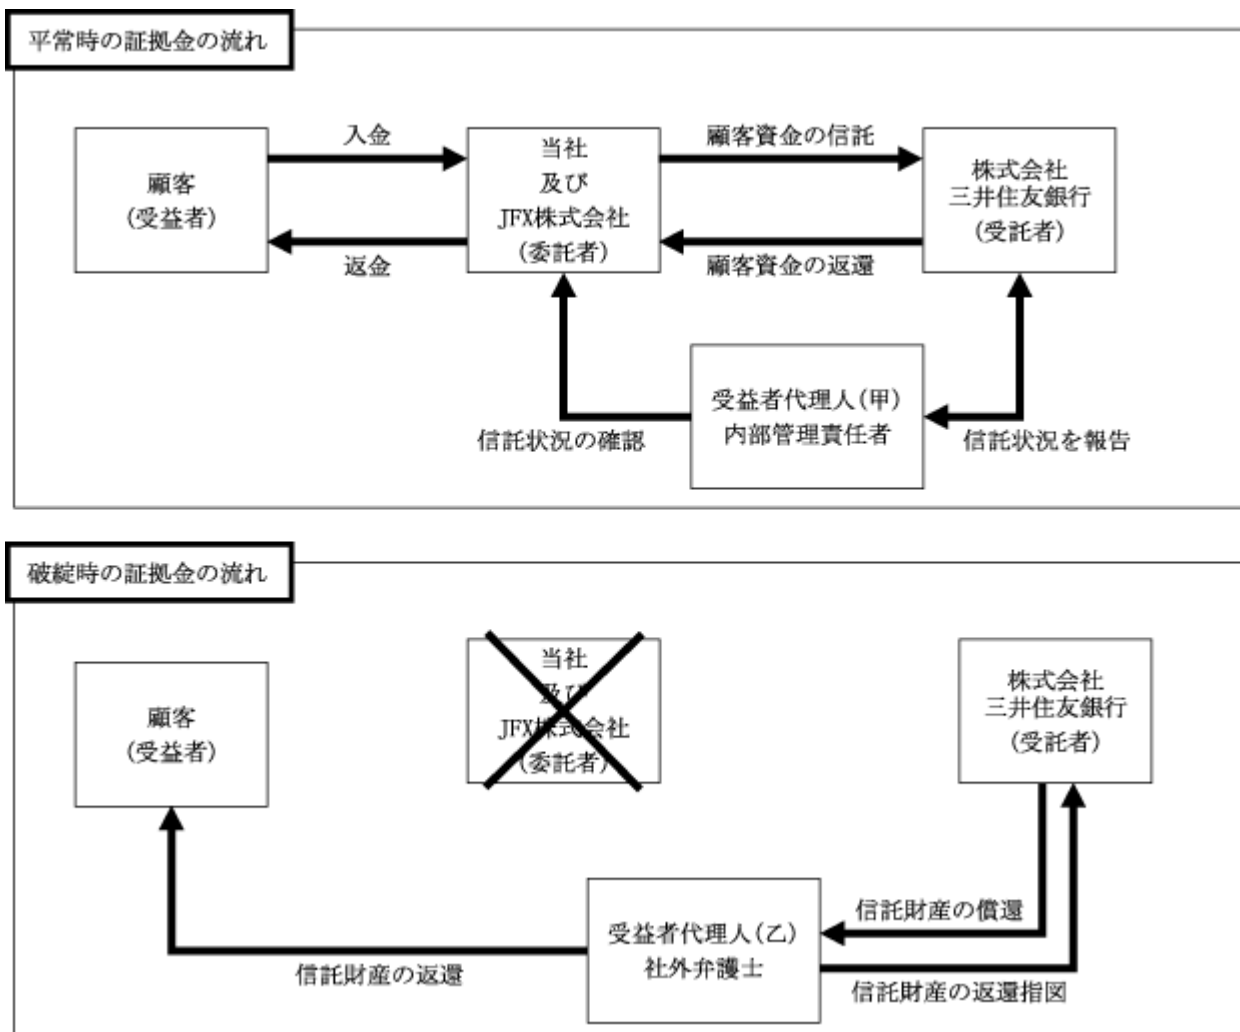 平常時の証拠金の流れ
入金
顧客資金の信託
顧客
(受益者)
当社
及び
JFX株式会社
(委託者)
株式会社
三井住友銀行
(受託者)
返金
顧客資金の返還
受益者代理人(甲)
内部管理責任者
信託状況の確認
信託状況を報告
破綻時の証拠金の流れ
顧客
(受益者)
当社
及び
JFX株式会社
(委託者)
株式会社
三井住友銀行
(受託者)
信託財産の償還
受益者代理人(乙)
社外弁護士
信託財産の返還
信託財産の返還指図